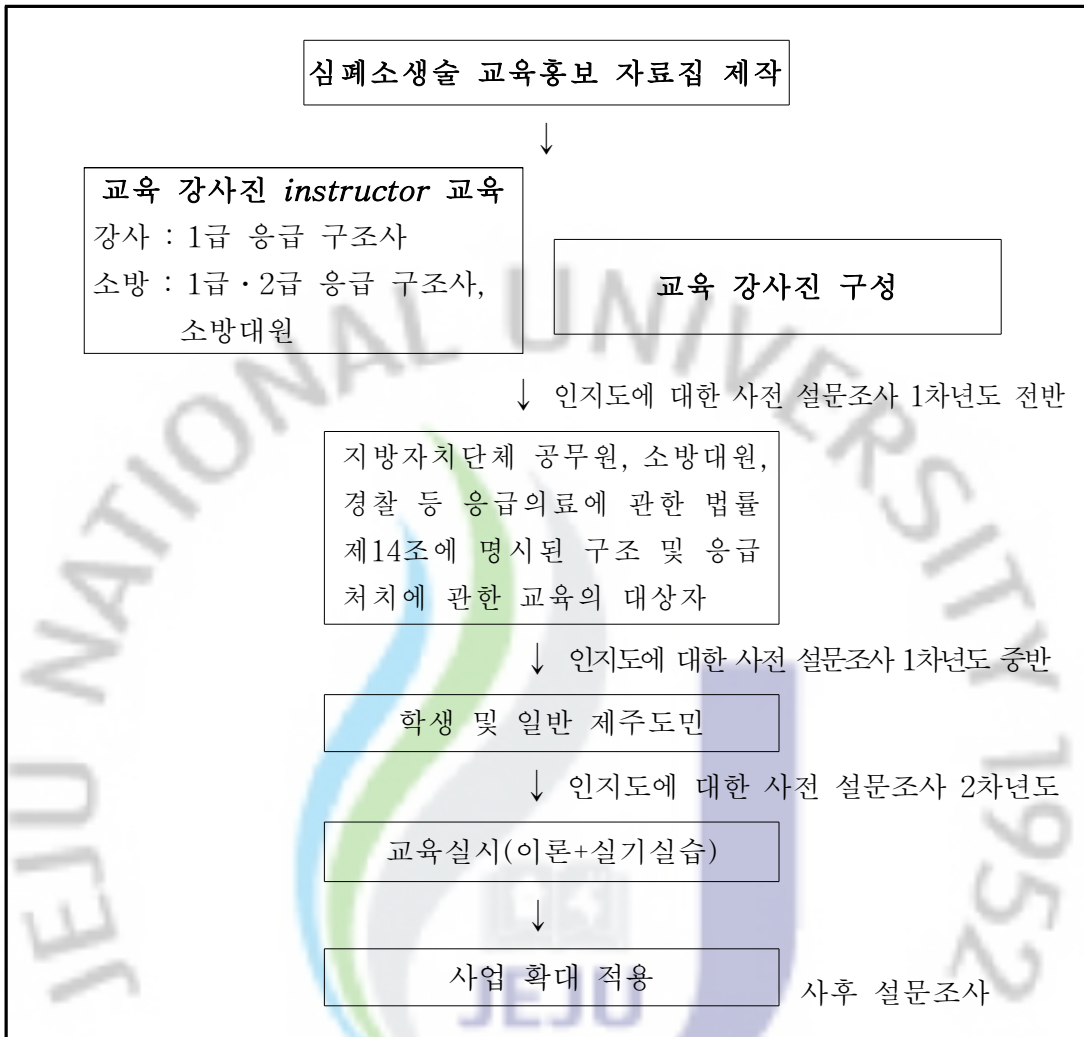 심폐소생술 교육홍보 자료집 제작
↓
교육 강사진 instructor 교육
강사 : 1급 응급 구조사
소방 : 1급·2급 응급 구조사,
소방대원
교육 강사진 구성
↓ 인지도에 대한 사전 설문조사 1차년도 전반
지방자치단체 공무원, 소방대원,
경찰 등 응급의료에 관한 법률
제14조에 명시된 구조 및 응급
처치에 관한 교육의 대상자
↓ 인지도에 대한 사전 설문조사 1차년도 중반
학생 및 일반 제주도민
↓ 인지도에 대한 사전 설문조사 2차년도
교육실시(이론+실기실습)
↓
사업 확대 적용
사후 설문조사
JEJU NATIONAL UNIVERSITY 1952
JEJU